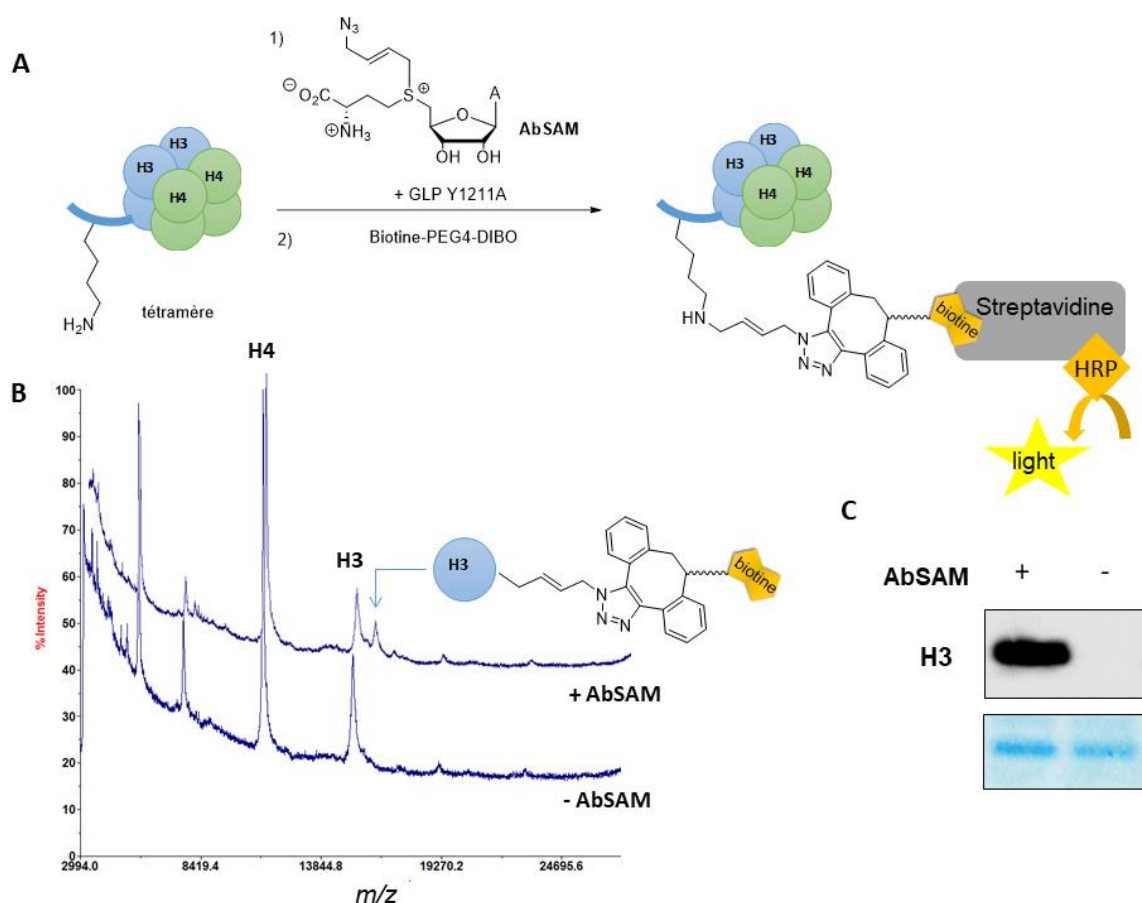 A
1)
N3
⊖
O2C
⊕NH3
S⊕
O
A
OH OH
AbSAM
+ GLP Y1211A
2)
Biotine-PEG4-DIBO
H3
H3
H4
H4
H2N
tétramère
H3
H3
H4
H4
HN
N
N=N
biotine
Streptavidine
HRP
light
B
H4
H3
H3
N
N=N
biotine
+ AbSAM
- AbSAM
% Intensity
100
90
80
70
60
50
40
30
20
10
0
2994.0 8419.4 13844.8 19270.2 24695.6
m/z
C
AbSAM + -
H3